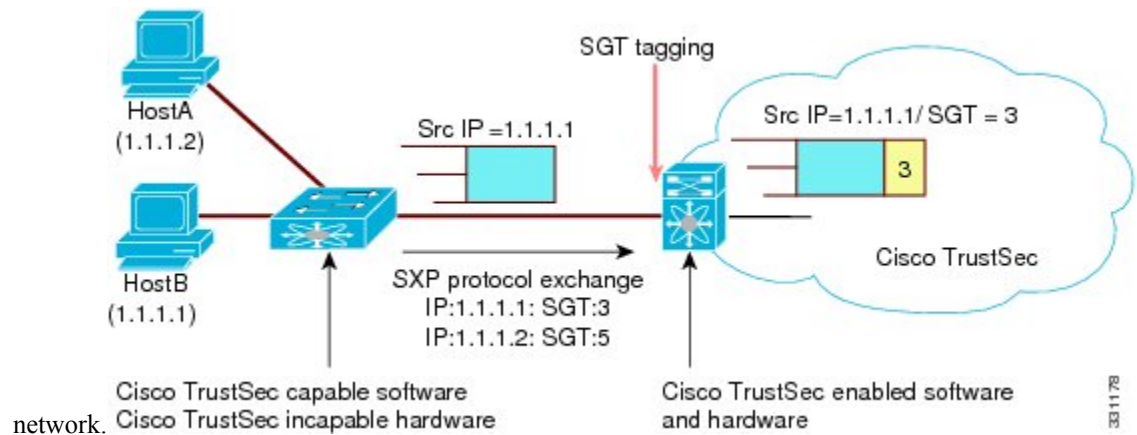 SGT tagging
HostA
(1.1.1.2)
Src IP =1.1.1.1
Src IP=1.1.1.1/ SGT = 3
3
HostB
(1.1.1.1)
SXP protocol exchange
IP:1.1.1.1: SGT:3
IP:1.1.1.2: SGT:5
Cisco TrustSec
Cisco TrustSec capable software
Cisco TrustSec incapable hardware
Cisco TrustSec enabled software
and hardware
331178
network.